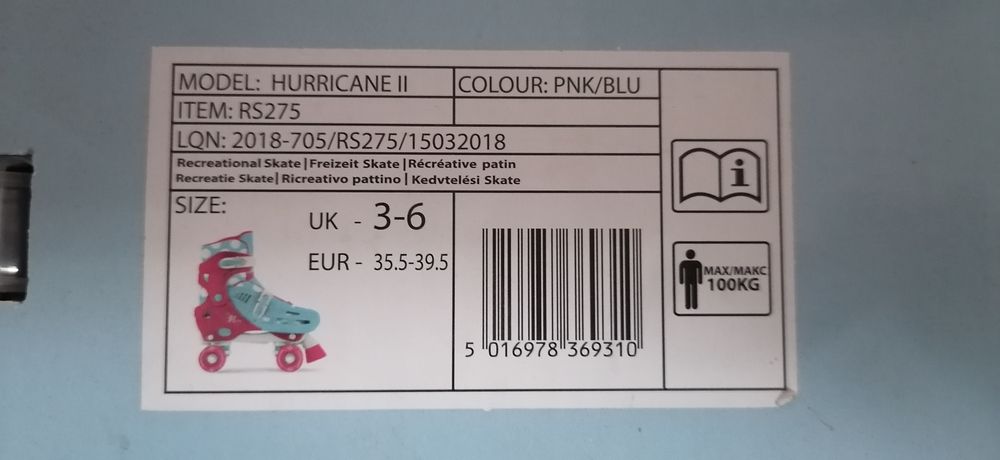 MODEL: HURRICANE II
COLOUR: PNK/BLU
ITEM: RS275
LQN: 2018-705/RS275/15032018
Recreational Skate | Freizeit Skate | Récréative patin
Recreatie Skate | Ricreativo pattino | Kedvtelési Skate
SIZE:
UK - 3-6
EUR - 35.5-39.5
5 016978 369310
i
MAX/МАКС
100KG